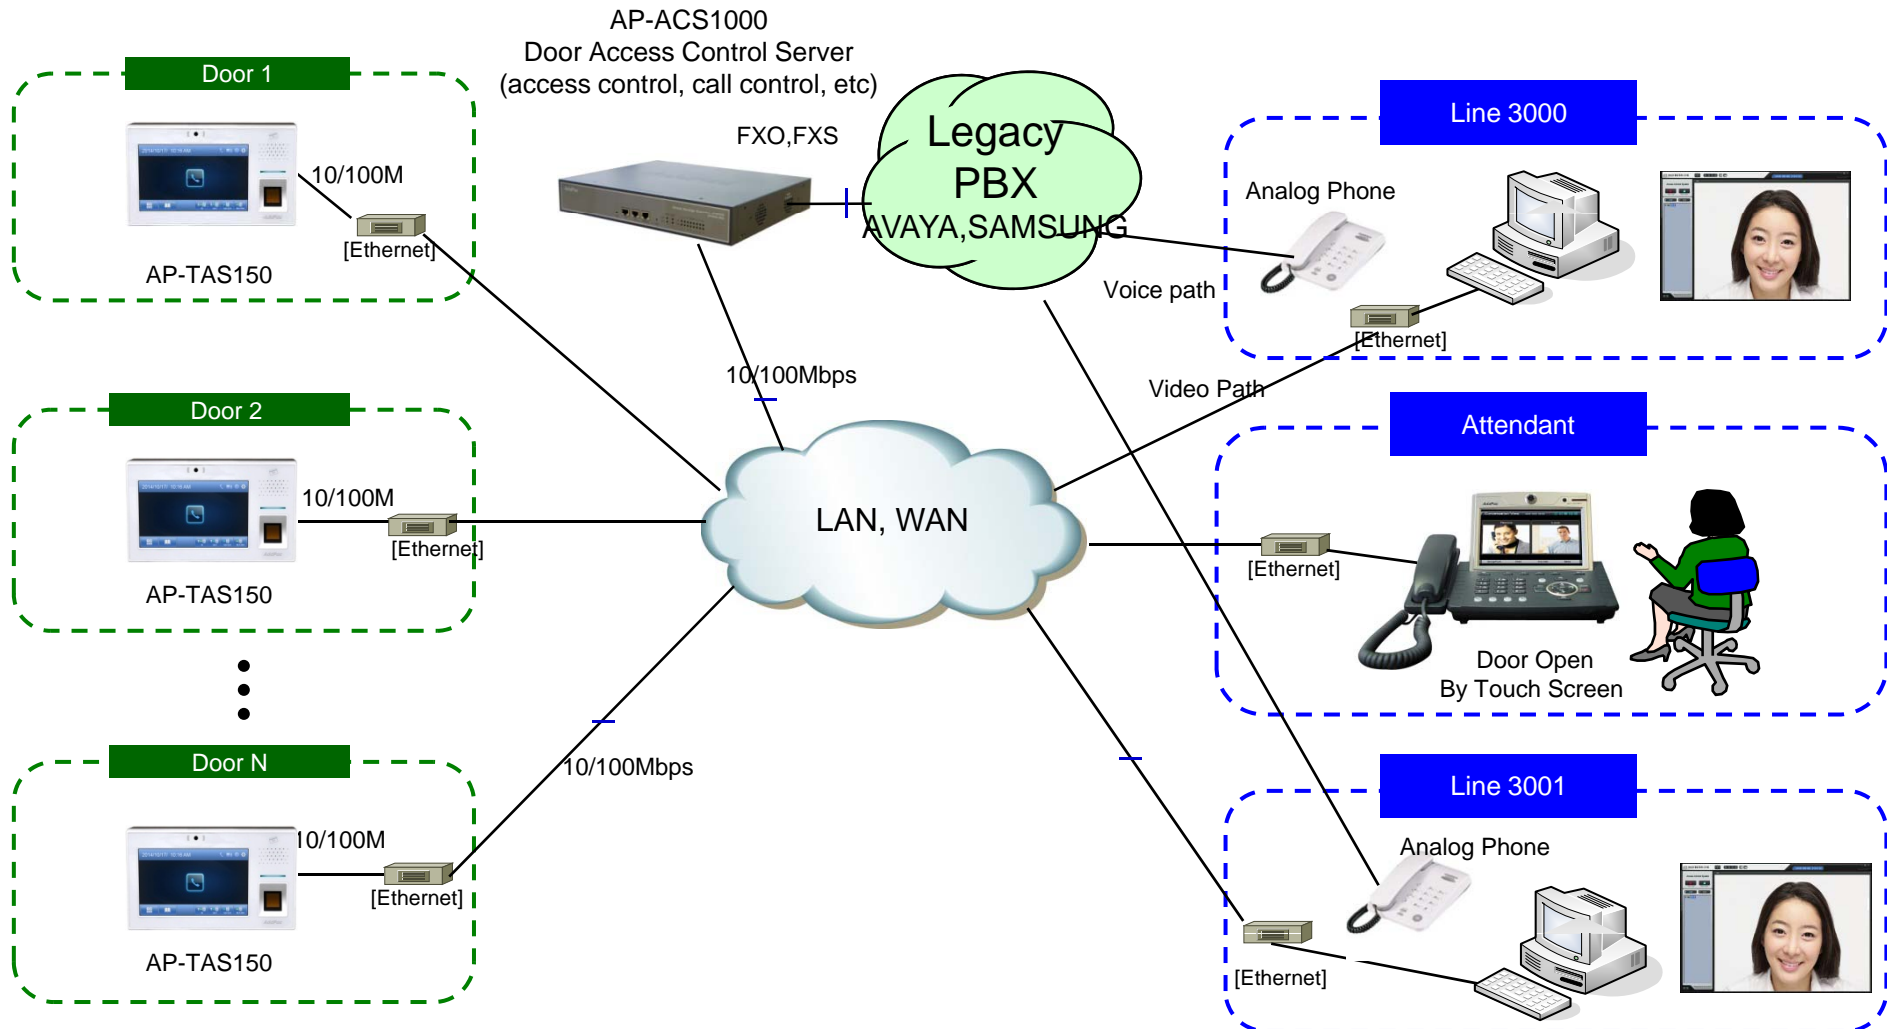 AP-ACS1000
Door Access Control Server
(access control, call control, etc)
Door 1
10/100M
[Ethernet]
AP-TAS150
FXO,FXS
Legacy
PBX
AVAYA,SAMSUNG
Line 3000
Analog Phone
Voice path
[Ethernet]
10/100Mbps
Video Path
Door 2
10/100M
[Ethernet]
AP-TAS150
LAN, WAN
Attendant
[Ethernet]
Door Open
By Touch Screen
Door N
10/100Mbps
10/100M
[Ethernet]
AP-TAS150
Line 3001
Analog Phone
[Ethernet]